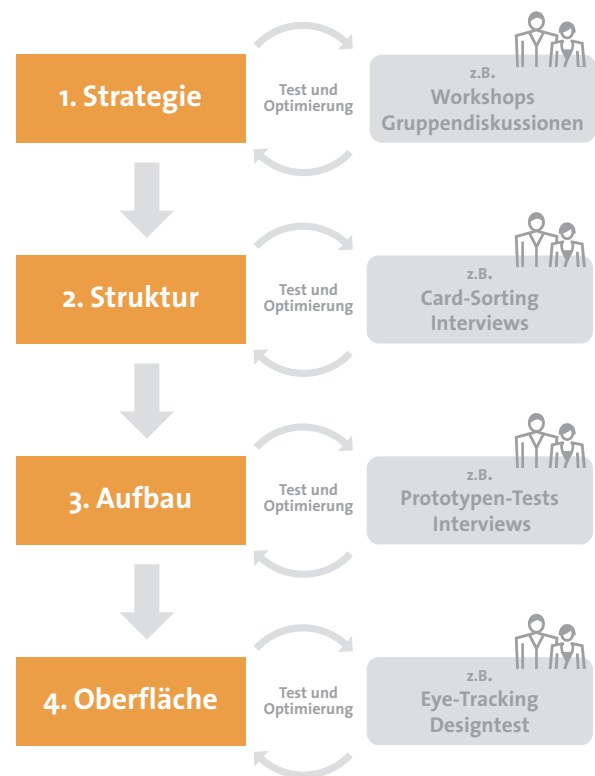 1. Strategie
Test und
Optimierung
z.B.
Workshops
Gruppendiskussionen
2. Struktur
Test und
Optimierung
z.B.
Card-Sorting
Interviews
3. Aufbau
Test und
Optimierung
z.B.
Prototypen-Tests
Interviews
4. Oberfläche
Test und
Optimierung
z.B.
Eye-Tracking
Designtest